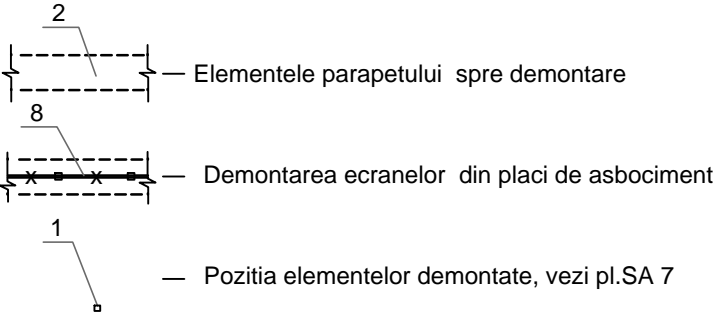 2
— Elementele parapetului spre demontare
8
x x
— Demontarea ecranelor din placi de asbociment
1
— Pozitia elementelor demontate, vezi pl.SA 7